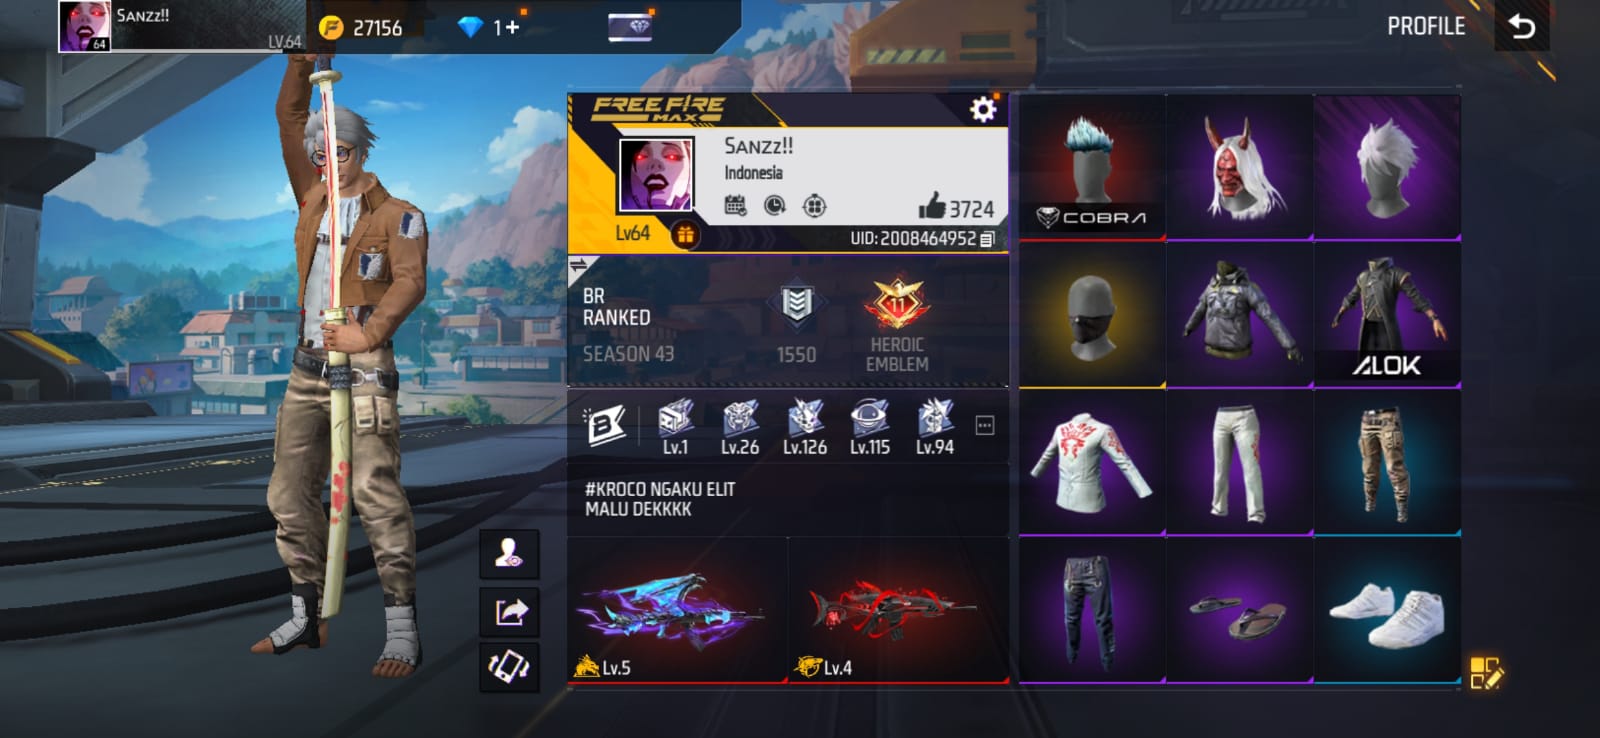 SANZZ!!
64
LV.64
27156
1+
PROFILE
FREE FIRE
MAX
SANZZ!!
Indonesia
3724
Lv64
UID:2008464952
BR
RANKED
SEASON 43
1550
11
HEROIC
EMBLEM
Lv.1
Lv.26
Lv.126
Lv.115
Lv.94
#KROCO NGAKU ELIT
MALU DEKKKK
Lv.5
Lv.4
COBRA
ALOK